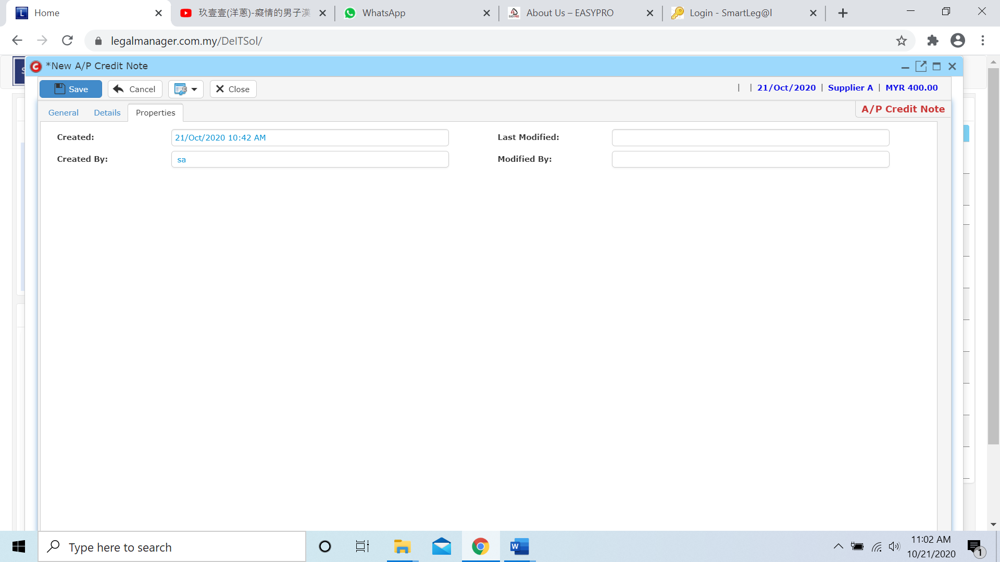 Home
玖壹壹(洋蔥)-癡情的男子漢
WhatsApp
About Us – EASYPRO
Login - SmartLeg@l
legalmanager.com.my/DeITSol/
*New A/P Credit Note
Save
Cancel
Close
| | 21/Oct/2020 | Supplier A | MYR 400.00
General
Details
Properties
A/P Credit Note
Created:
21/Oct/2020 10:42 AM
Last Modified:
Created By:
sa
Modified By:
Type here to search
11:02 AM
10/21/2020
1